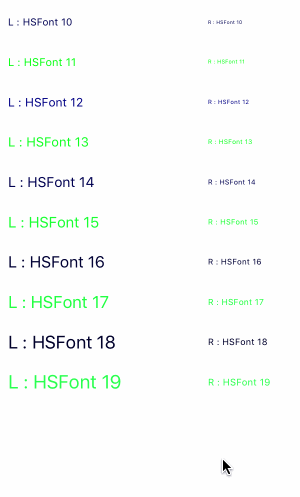 L : HSFont 10 R : HSFont 10
L : HSFont 11 R : HSFont 11
L : HSFont 12 R : HSFont 12
L : HSFont 13 R : HSFont 13
L : HSFont 14 R : HSFont 14
L : HSFont 15 R : HSFont 15
L : HSFont 16 R : HSFont 16
L : HSFont 17 R : HSFont 17
L : HSFont 18 R : HSFont 18
L : HSFont 19 R : HSFont 19